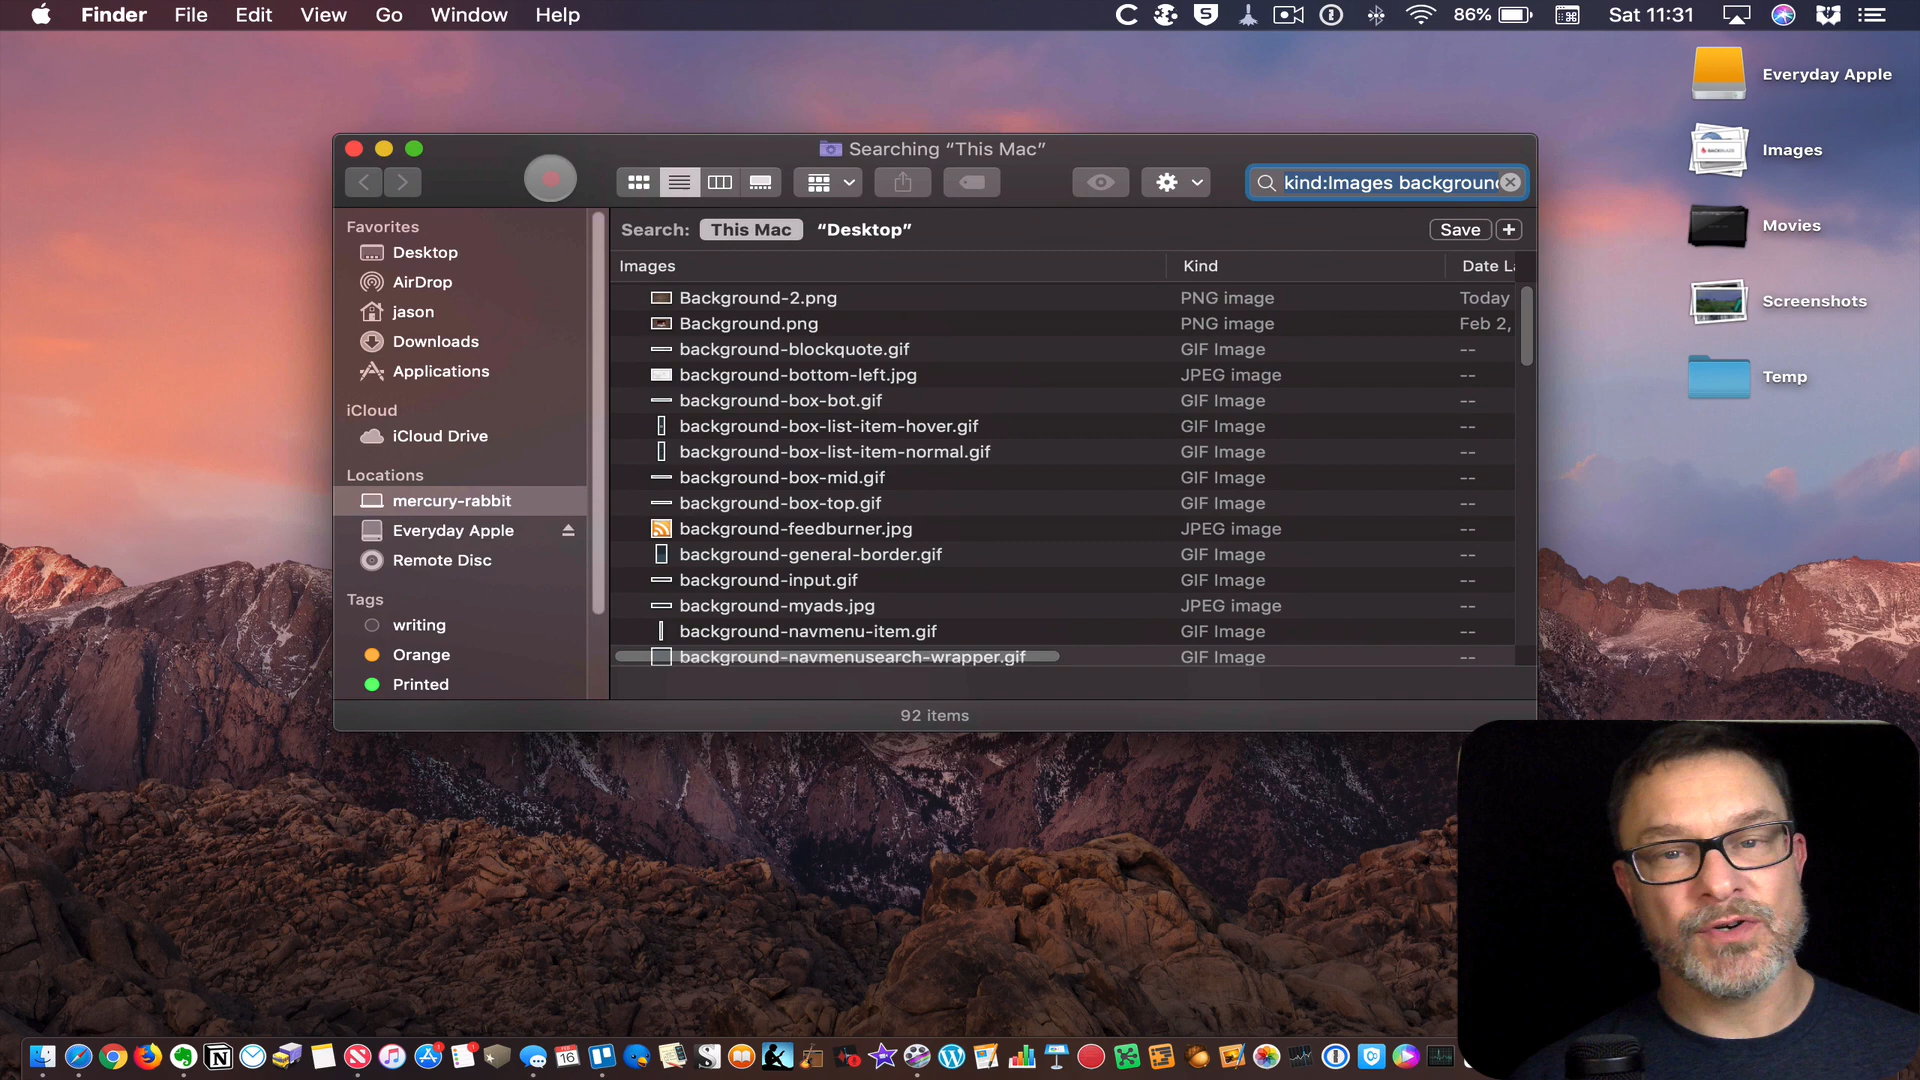 Finder File Edit View Go Window Help 86% Sat 11:31
Everyday Apple
Images
Movies
Screenshots
Temp
Searching “This Mac”
kind:Images background
Search: This Mac “Desktop” Save +
Favorites
Desktop
AirDrop
jason
Downloads
Applications
iCloud
iCloud Drive
Locations
mercury-rabbit
Everyday Apple
Remote Disc
Tags
writing
Orange
Printed
Images Kind Date L
Background-2.png PNG image Today
Background.png PNG image Feb 2,
background-blockquote.gif GIF Image --
background-bottom-left.jpg JPEG image --
background-box-bot.gif GIF Image --
background-box-list-item-hover.gif GIF Image --
background-box-list-item-normal.gif GIF Image --
background-box-mid.gif GIF Image --
background-box-top.gif GIF Image --
background-feedburner.jpg JPEG image --
background-general-border.gif GIF Image --
background-input.gif GIF Image --
background-myads.jpg JPEG image --
background-navmenu-item.gif GIF Image --
background-navmenusearch-wrapper.gif GIF Image --
92 items